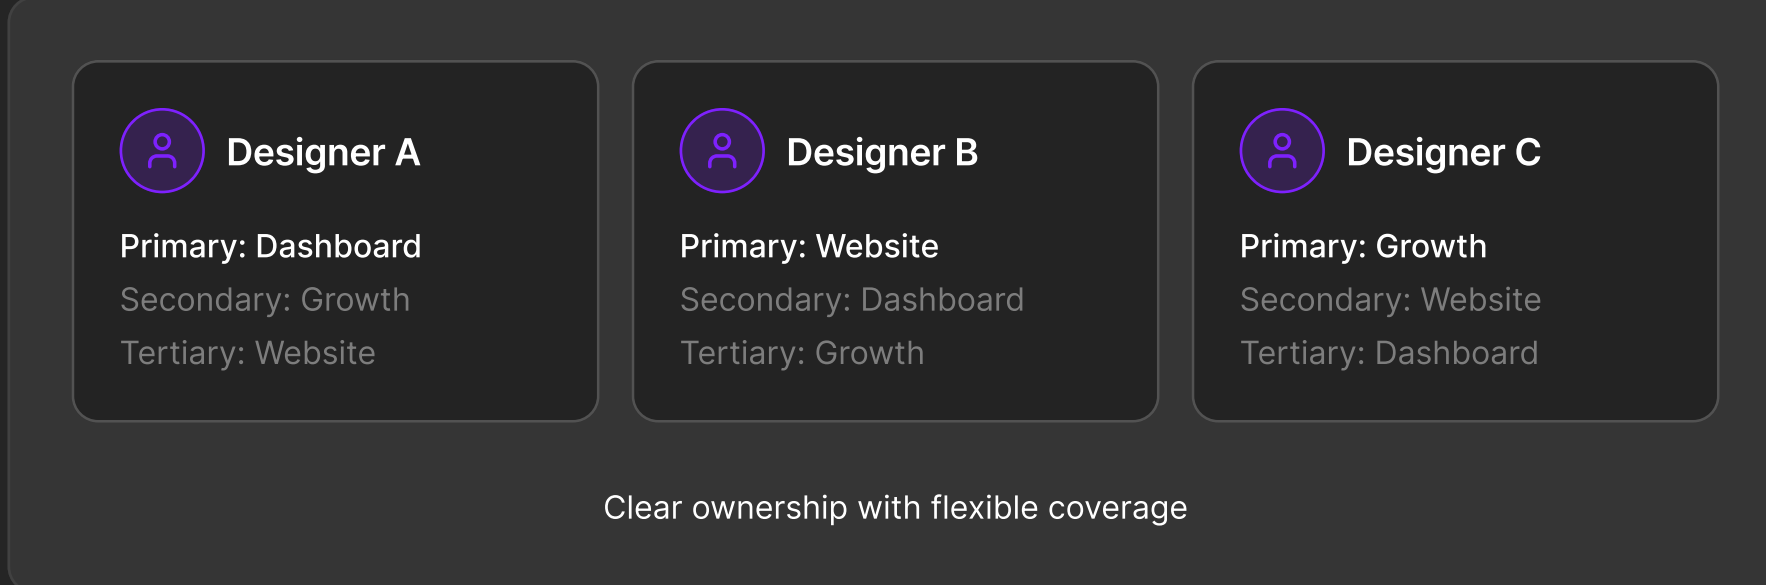 Designer A
Primary: Dashboard
Secondary: Growth
Tertiary: Website
Designer B
Primary: Website
Secondary: Dashboard
Tertiary: Growth
Designer C
Primary: Growth
Secondary: Website
Tertiary: Dashboard
Clear ownership with flexible coverage